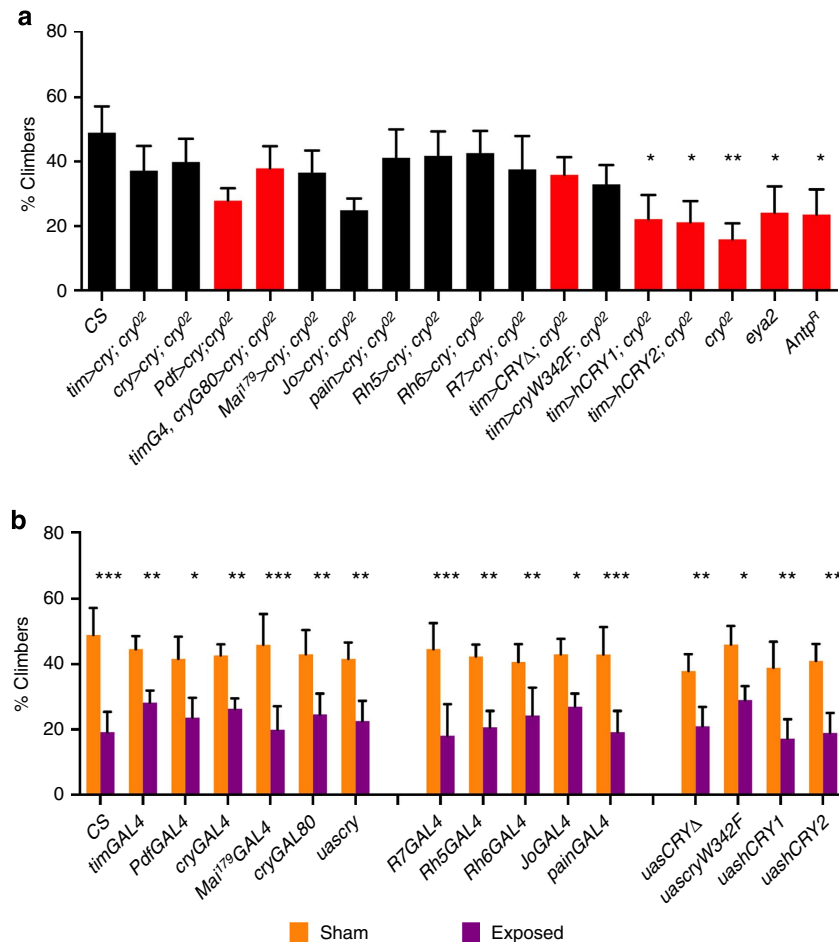 a
80
60
40
20
0
% Climbers
* * ** * *
CS
tim>cry; cry⁰²
cry>cry; cry⁰²
Pdf>cry;cry⁰²
timG4, cryG80>cry; cry⁰²
Mai¹⁷⁹>cry; cry⁰²
Jo>cry; cry⁰²
pain>cry; cry⁰²
Rh5>cry; cry⁰²
Rh6>cry; cry⁰²
R7>cry; cry⁰²
tim>CRYΔ; cry⁰²
tim>cryW342F; cry⁰²
tim>hCRY1; cry⁰²
tim>hCRY2; cry⁰²
cry⁰²
eya2
Antpᴿ
b
80
60
40
20
0
% Climbers
*** ** * ** *** ** ** *** ** ** * *** ** * ** **
CS
timGAL4
PdfGAL4
cryGAL4
Mai¹⁷⁹GAL4
cryGAL80
uascry
R7GAL4
Rh5GAL4
Rh6GAL4
JoGAL4
painGAL4
uasCRYΔ
uascryW342F
uashCRY1
uashCRY2
Sham Exposed